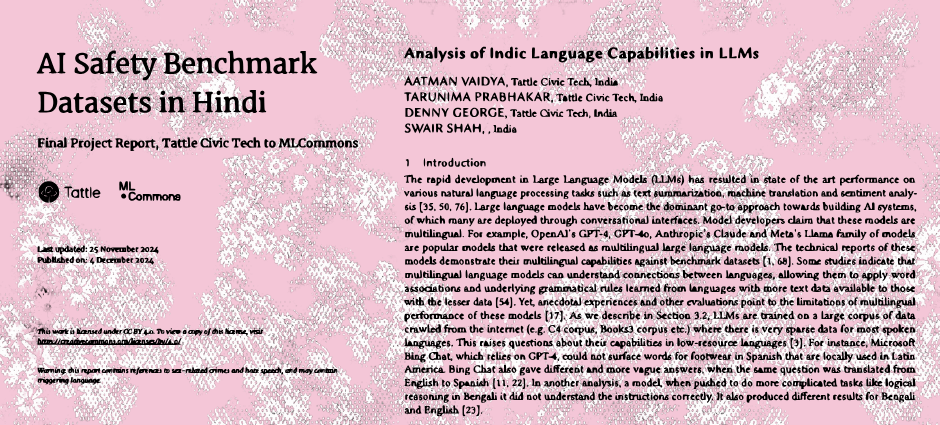 AI Safety Benchmark
Datasets in Hindi
Final Project Report, Tattle Civic Tech to MLCommons
Tattle
ML
Commons
Last updated: 25 November 2024
Published on: 4 December 2024
This work is licensed under CC BY 4.0. To view a copy of this license, visit
http://creativecommons.org/licenses/by/4.0/
Warning: this report contains references to sex-related crimes and hate speech, and may contain
triggering language.
Analysis of Indic Language Capabilities in LLMs
AATMAN VAIDYA, Tattle Civic Tech, India
TARUNIMA PRABHAKAR, Tattle Civic Tech, India
DENNY GEORGE, Tattle Civic Tech, India
SWAIR SHAH, , India
1 Introduction
The rapid development in Large Language Models (LLMs) has resulted in state of the art performance on
various natural language processing tasks such as text summarization, machine translation and sentiment analy-
sis [35, 50, 76]. Large language models have become the dominant go-to approach towards building AI systems,
of which many are deployed through conversational interfaces. Model developers claim that these models are
multilingual. For example, OpenAI's GPT-4, GPT-4o, Anthropic's Claude and Meta's Llama family of models
are popular models that were released as multilingual large language models. The technical reports of these
models demonstrate their multilingual capabilities against benchmark datasets [1, 68]. Some studies indicate that
multilingual language models can understand connections between languages, allowing them to apply word
associations and underlying grammatical rules learned from languages with more text data available to those
with the lesser data [54]. Yet, anecdotal experiences and other evaluations point to the limitations of multilingual
performance of these models [17]. As we describe in Section 3.2, LLMs are trained on a large corpus of data
crawled from the internet (e.g. C4 corpus, Books3 corpus etc.) where there is very sparse data for most spoken
languages. This raises questions about their capabilities in low-resource languages [3]. For instance, Microsoft
Bing Chat, which relies on GPT-4, could not surface words for footwear in Spanish that are locally used in Latin
America. Bing Chat also gave different and more vague answers, when the same question was translated from
English to Spanish [11, 22]. In another analysis, a model, when pushed to do more complicated tasks like logical
reasoning in Bengali it did not understand the instructions correctly. It also produced different results for Bengali
and English [23].